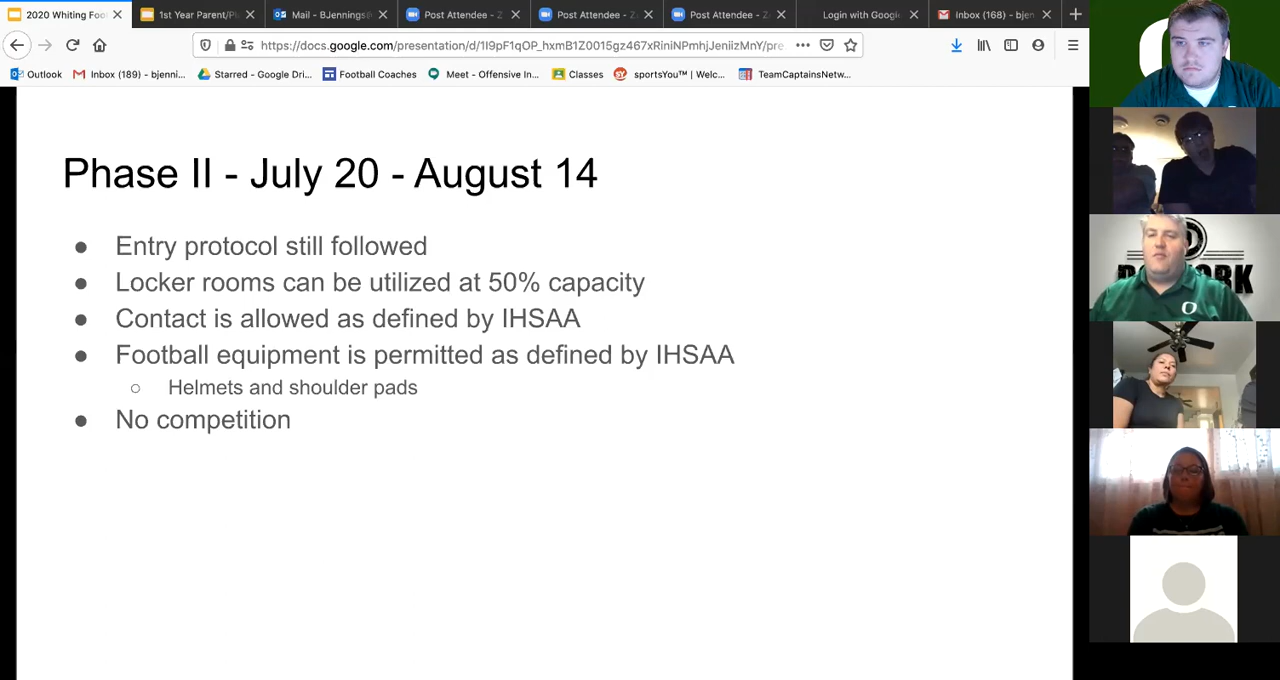 2020 Whiting Foo
1st Year Parent/Pl
Mail - BJennings
Post Attendee - Z
Post Attendee - Z
Post Attendee - Z
Login with Google
Inbox (168) - bjen
https://docs.google.com/presentation/d/1I9pF1qOP_hxmB1Z0015gz467xRiniNPmhjJeniizMnY/pre
Outlook
Inbox (189) - bjenni...
Starred - Google Dri...
Football Coaches
Meet - Offensive In...
Classes
sportsYou™ | Welc...
TeamCaptainsNetw...
Phase II - July 20 - August 14
● Entry protocol still followed
● Locker rooms can be utilized at 50% capacity
● Contact is allowed as defined by IHSAA
● Football equipment is permitted as defined by IHSAA
○ Helmets and shoulder pads
● No competition
O